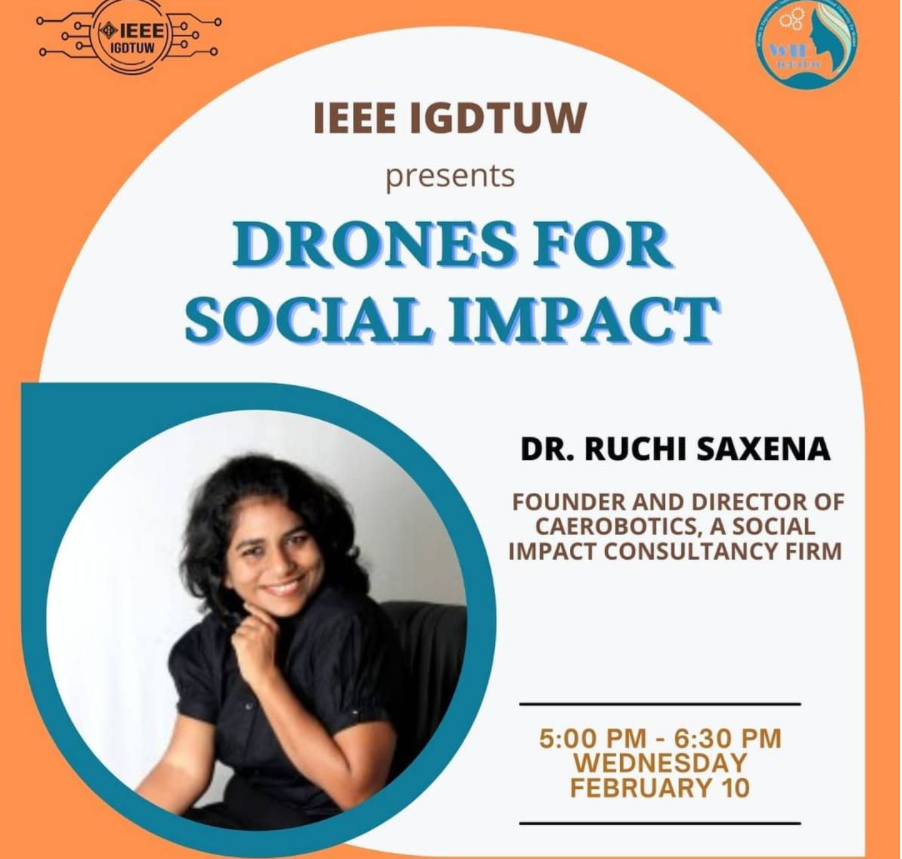 IEEE
IGDTUW
IEEE IGDTUW
presents
DRONES FOR
SOCIAL IMPACT
DR. RUCHI SAXENA
FOUNDER AND DIRECTOR OF
CAEROBOTICS, A SOCIAL
IMPACT CONSULTANCY FIRM
5:00 PM - 6:30 PM
WEDNESDAY
FEBRUARY 10